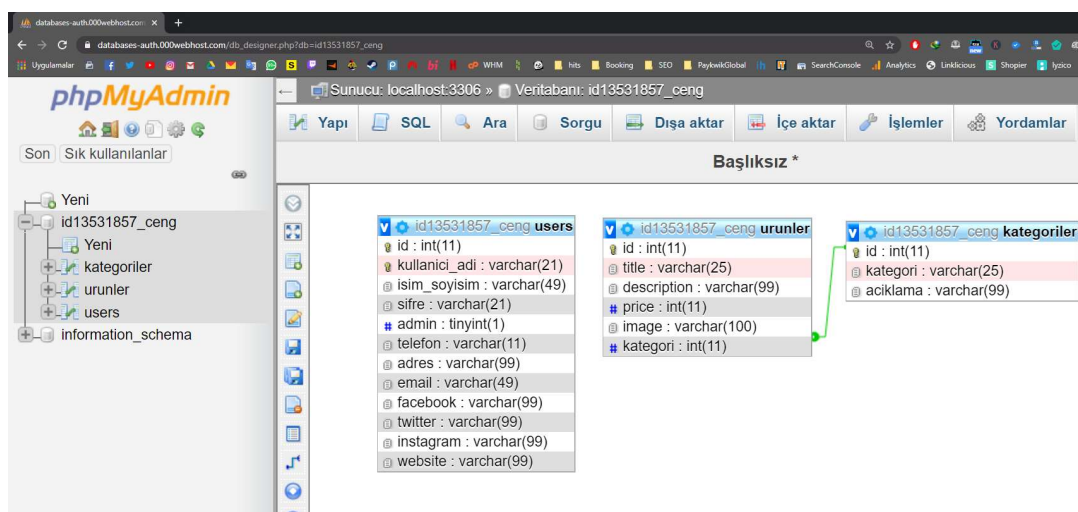 databases-auth.000webhost.com
databases-auth.000webhost.com/db_designer.php?db=id13531857_ceng
Uygulamalar
WHM
hits
Booking
SEO
PaykwikGlobal
SearchConsole
Analytics
Linklicious
Shopier
Iyzico
phpMyAdmin
Son
Sık kullanılanlar
Yeni
id13531857_ceng
Yeni
kategoriler
urunler
users
information_schema
Sunucu: localhost:3306 » Veritabanı: id13531857_ceng
Yapı
SQL
Ara
Sorgu
Dışa aktar
İçe aktar
İşlemler
Yordamlar
Başlıksız *
id13531857_ceng users
id : int(11)
kullanici_adi : varchar(21)
isim_soyisim : varchar(49)
sifre : varchar(21)
admin : tinyint(1)
telefon : varchar(11)
adres : varchar(99)
email : varchar(49)
facebook : varchar(99)
twitter : varchar(99)
instagram : varchar(99)
website : varchar(99)
id13531857_ceng urunler
id : int(11)
title : varchar(25)
description : varchar(99)
price : int(11)
image : varchar(100)
kategori : int(11)
id13531857_ceng kategoriler
id : int(11)
kategori : varchar(25)
aciklama : varchar(99)